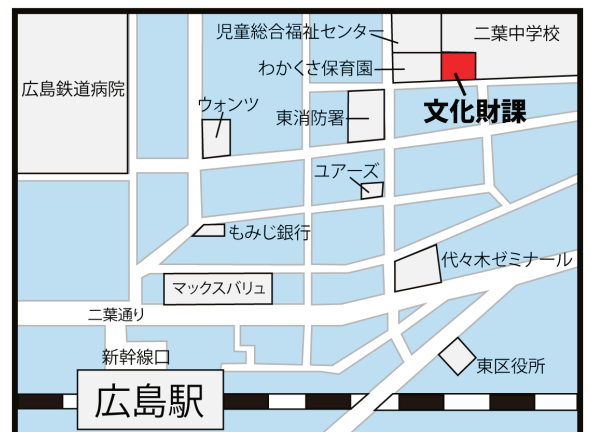 児童総合福祉センター
二葉中学校
わかくさ保育園
広島鉄道病院
ウォンツ
文化財課
東消防署
ユアーズ
もみじ銀行
代々木ゼミナール
マックスバリュ
二葉通り
新幹線口
東区役所
広島駅